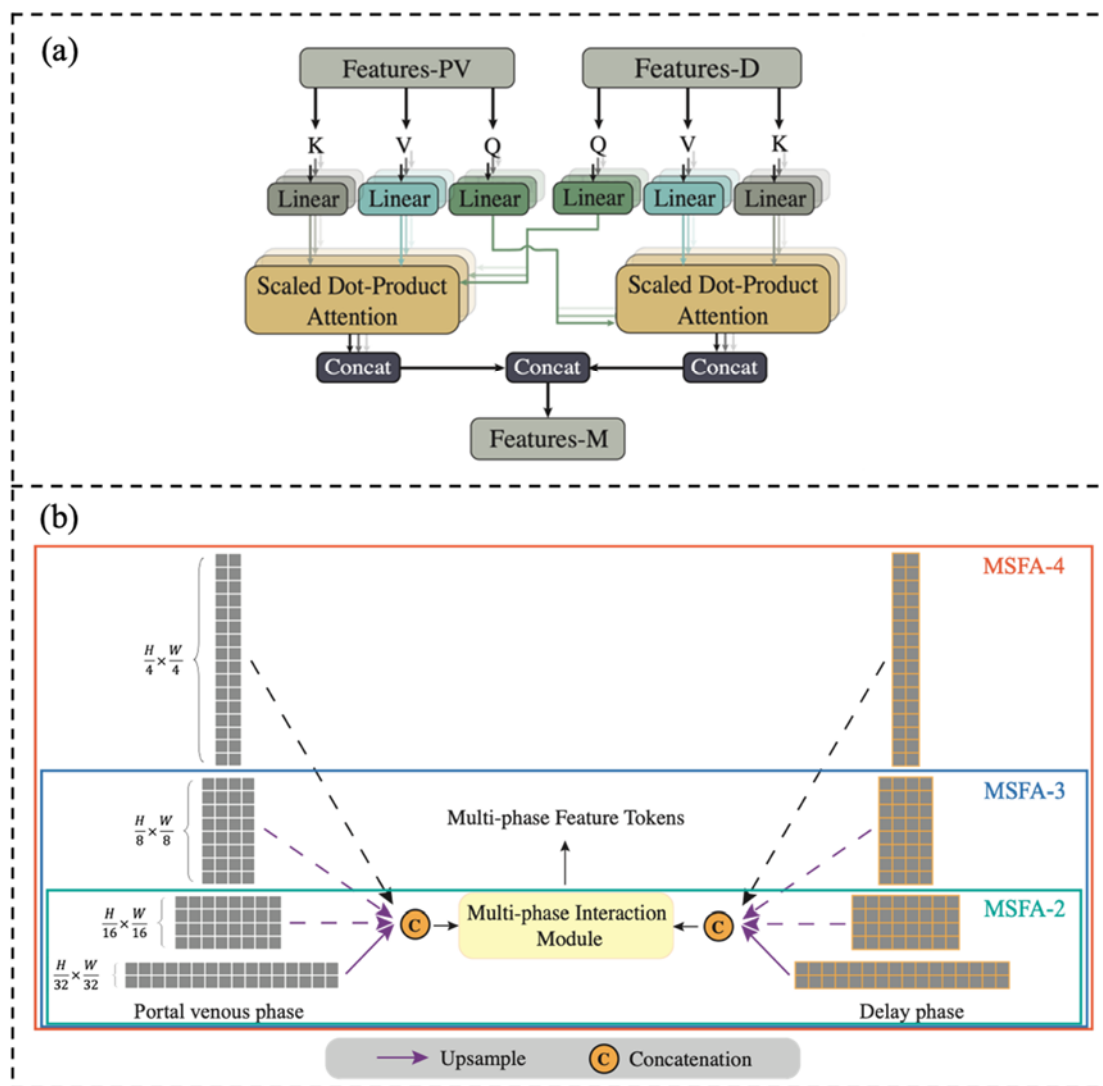 (a)
Features-PV
Features-D
K V Q Q V K
Linear Linear Linear Linear Linear Linear
Scaled Dot-Product
Attention
Scaled Dot-Product
Attention
Concat Concat Concat
Features-M
(b)
MSFA-4
H/4 × W/4
MSFA-3
H/8 × W/8
Multi-phase Feature Tokens
MSFA-2
H/16 × W/16
C
Multi-phase Interaction
Module
C
H/32 × W/32
Portal venous phase
Delay phase
Upsample
C Concatenation